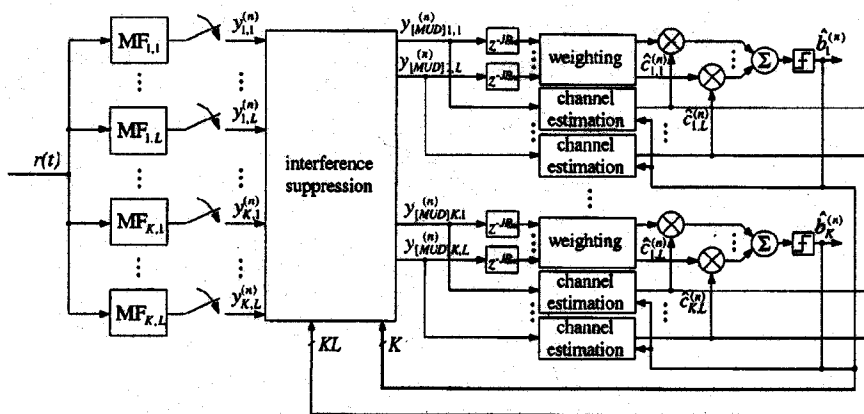 r(t)
MF1,1
y1,1^(n)
MF1,L
y1,L^(n)
MFK,1
yK,1^(n)
MFK,L
yK,L^(n)
interference
suppression
KL
K
y[MUD]1,1^(n)
y[MUD]1,L^(n)
weighting
ĉ1,1^(n)
channel
estimation
ĉ1,L^(n)
channel
estimation
Σ
b̂1^(n)
y[MUD]K,1^(n)
y[MUD]K,L^(n)
weighting
ĉ1,L^(n)
channel
estimation
ĉK,L^(n)
channel
estimation
Σ
b̂K^(n)